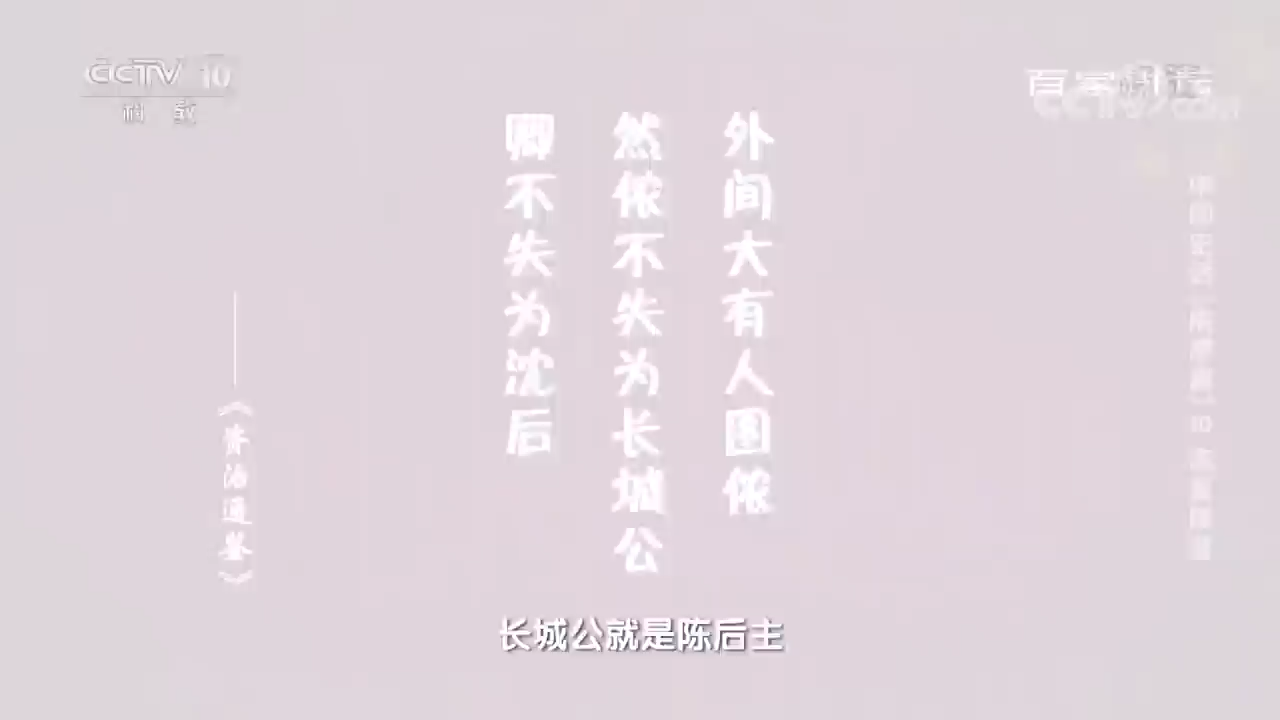 CCTV 10
科教
百家讲坛
CCTV.com
外间大有人图侬
然侬不失为长城公
卿不失为沈后
——《资治通鉴》
长城公就是陈后主